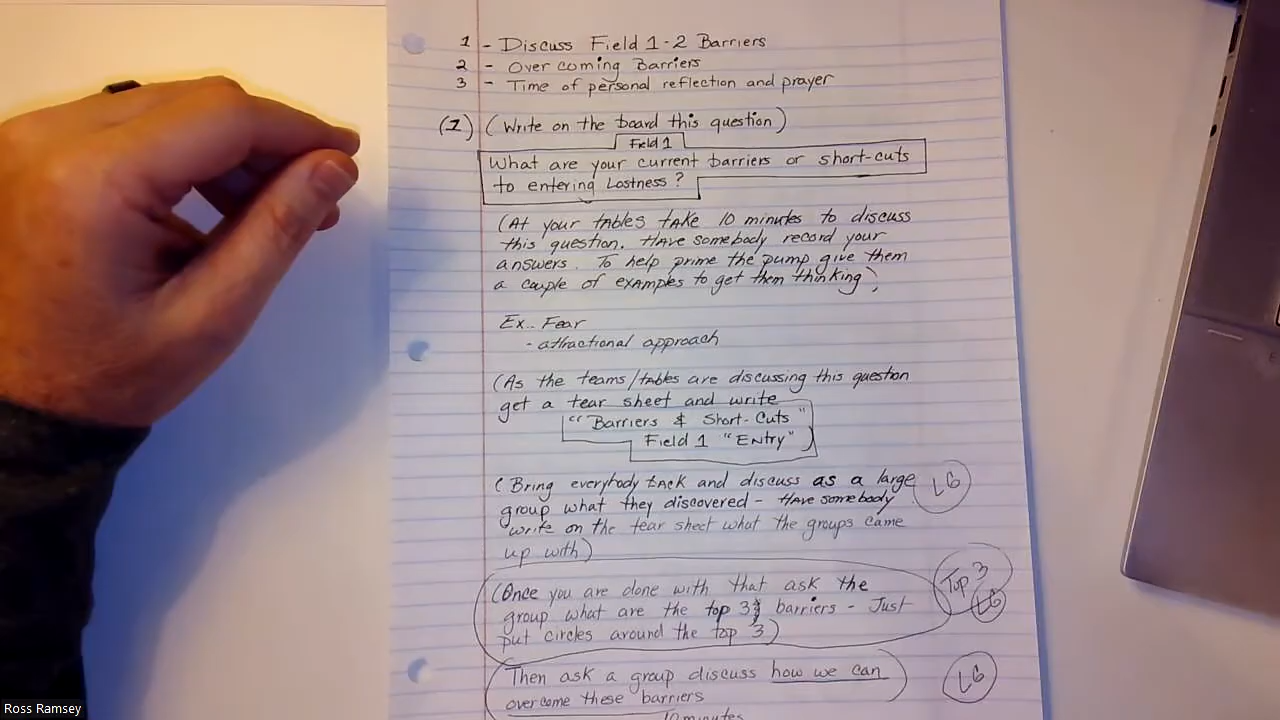 1 - Discuss Field 1-2 Barriers
2 - Over coming Barriers
3 - Time of personal reflection and prayer
(1) (Write on the board this question)
Field 1
What are your current barriers or short-cuts
to entering Lostness?
(At your tables take 10 minutes to discuss
this question. Have somebody record your
answers. To help prime the pump give them
a couple of examples to get them thinking)
Ex.. Fear
- attractional approach
(As the teams/tables are discussing this question
get a tear sheet and write
"Barriers & Short-Cuts"
Field 1 "Entry")
(Bring everybody back and discuss as a large LG
group what they discovered - Have somebody
write on the tear sheet what the groups came
up with)
(Once you are done with that ask the Top 3
group what are the top 3 barriers - Just LG
put circles around the top 3)
(Then ask a group discuss how we can LG
overcome these barriers
10 minutes
Ross Ramsey